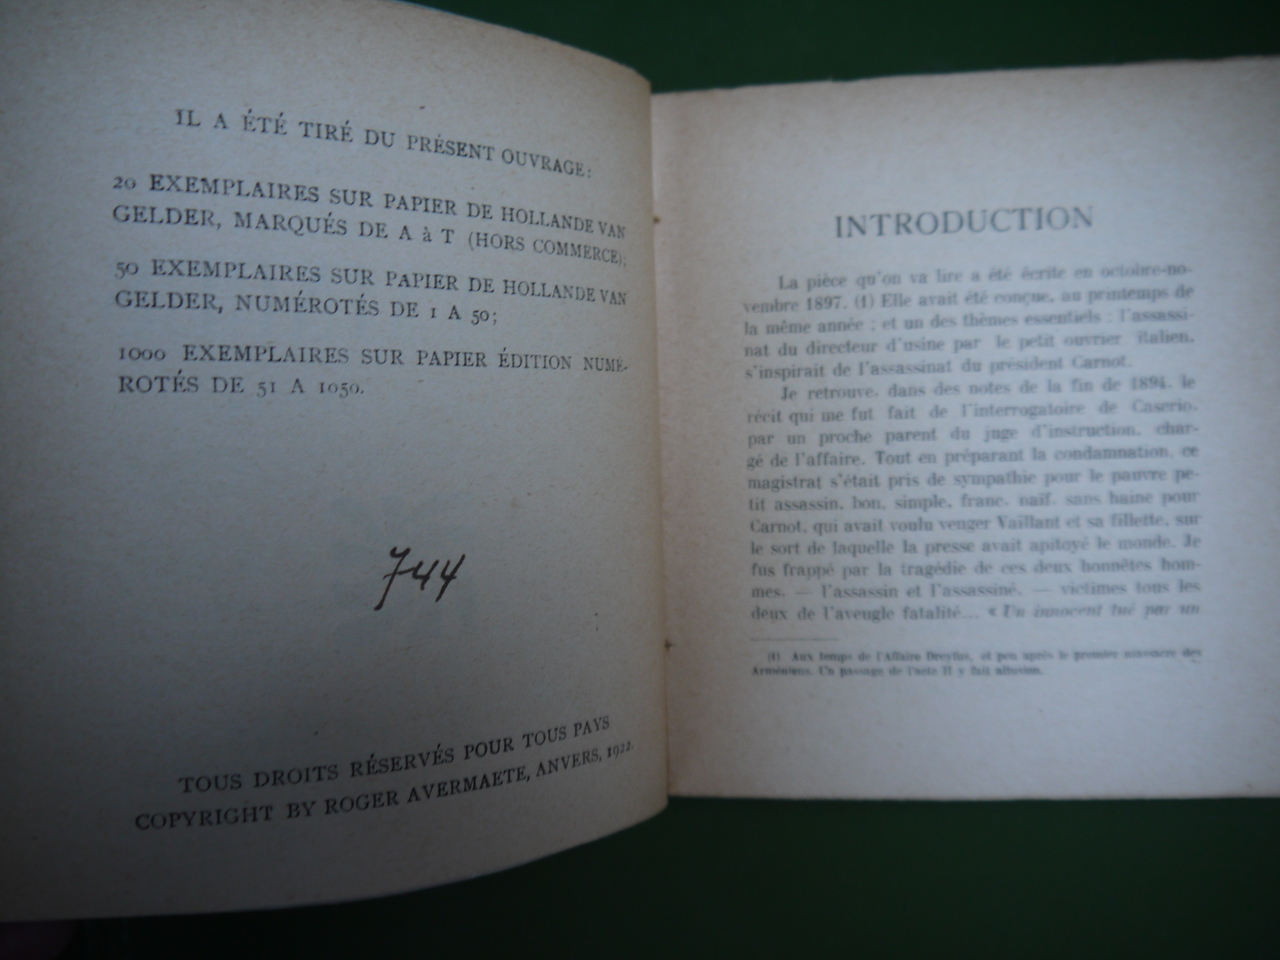 IL A ÉTÉ TIRÉ DU PRÉSENT OUVRAGE:
20 EXEMPLAIRES SUR PAPIER DE HOLLANDE VAN
GELDER, MARQUÉS DE A à T (HORS COMMERCE);
50 EXEMPLAIRES SUR PAPIER DE HOLLANDE VAN
GELDER, NUMÉROTÉS DE 1 A 50;
1000 EXEMPLAIRES SUR PAPIER ÉDITION NUMÉ-
ROTÉS DE 51 A 1050.
744
TOUS DROITS RÉSERVÉS POUR TOUS PAYS
COPYRIGHT BY ROGER AVERMAETE, ANVERS, 1922.
INTRODUCTION
La pièce qu'on va lire a été écrite en octobre-no-
vembre 1897. (1) Elle avait été conçue, au printemps de
la même année ; et un des thèmes essentiels : l'assassi-
nat du directeur d'usine par le petit ouvrier italien,
s'inspirait de l'assassinat du président Carnot.
Je retrouve, dans des notes de la fin de 1894, le
récit qui me fut fait de l'interrogatoire de Caserio,
par un proche parent du juge d'instruction, char-
gé de l'affaire. Tout en préparant la condamnation, ce
magistrat s'était pris de sympathie pour le pauvre pe-
tit assassin, bon, simple, franc, naïf, sans haine pour
Carnot, qui avait voulu venger Vaillant et sa fillette, sur
le sort de laquelle la presse avait apitoyé le monde. Je
fus frappé par la tragédie de ces deux honnêtes hom-
mes, — l'assassin et l'assassiné, — victimes tous les
deux de l'aveugle fatalité... « Un innocent tué par un
(1) Aux temps de l'Affaire Dreyfus, et peu après le premier massacre des
Arméniens. Un passage de l'acte II y fait allusion.